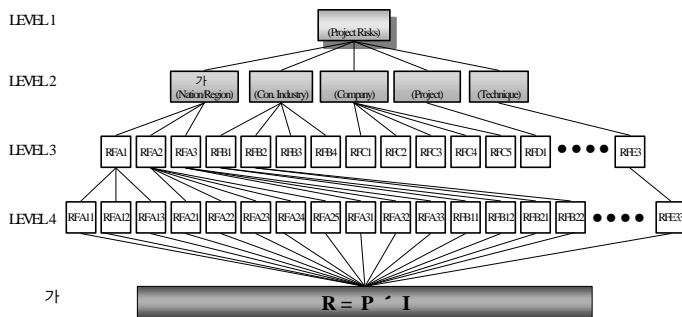 LEVEL 1
(Project Risks)
LEVEL 2
가
(Nation/Region)
(Con. Industry)
(Company)
(Project)
(Technique)
LEVEL 3
RFA1
RFA2
RFA3
RFB1
RFB2
RFB3
RFB4
RFC1
RFC2
RFC3
RFC4
RFC5
RFD1
RFE3
LEVEL 4
RFA11
RFA12
RFA13
RFA21
RFA22
RFA23
RFA24
RFA25
RFA31
RFA32
RFA33
RFB11
RFB12
RFB21
RFB22
RFE33
가
R = P ´ I